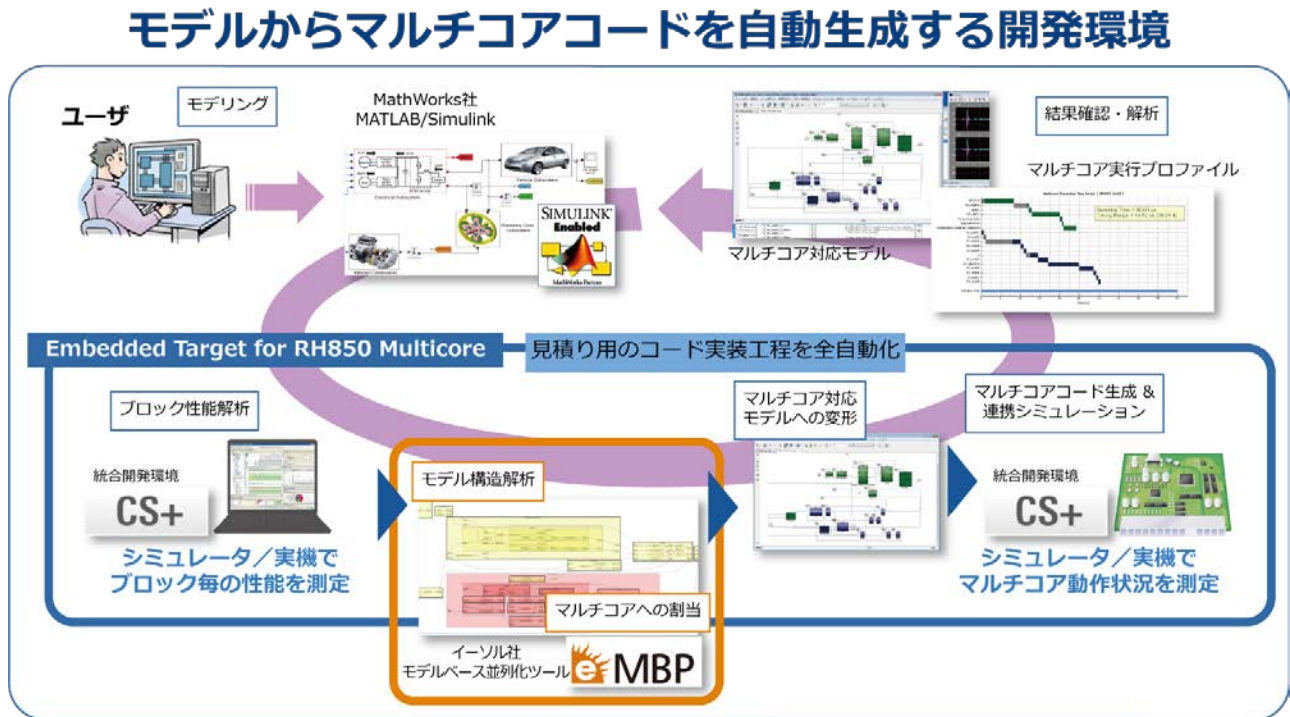 モデルからマルチコアコードを自動生成する開発環境
ユーザ
モデリング
MathWorks社
MATLAB/Simulink
SIMULINK
Enabled
MathWorks Partner
マルチコア対応モデル
結果確認・解析
マルチコア実行プロファイル
Embedded Target for RH850 Multicore
見積り用のコード実装工程を全自動化
ブロック性能解析
統合開発環境
CS+
シミュレータ／実機で
ブロック毎の性能を測定
モデル構造解析
マルチコアへの割当
イーソル社
モデルベース並列化ツール
eMBP
マルチコア対応
モデルへの変形
マルチコアコード生成 &
連携シミュレーション
統合開発環境
CS+
シミュレータ／実機で
マルチコア動作状況を測定